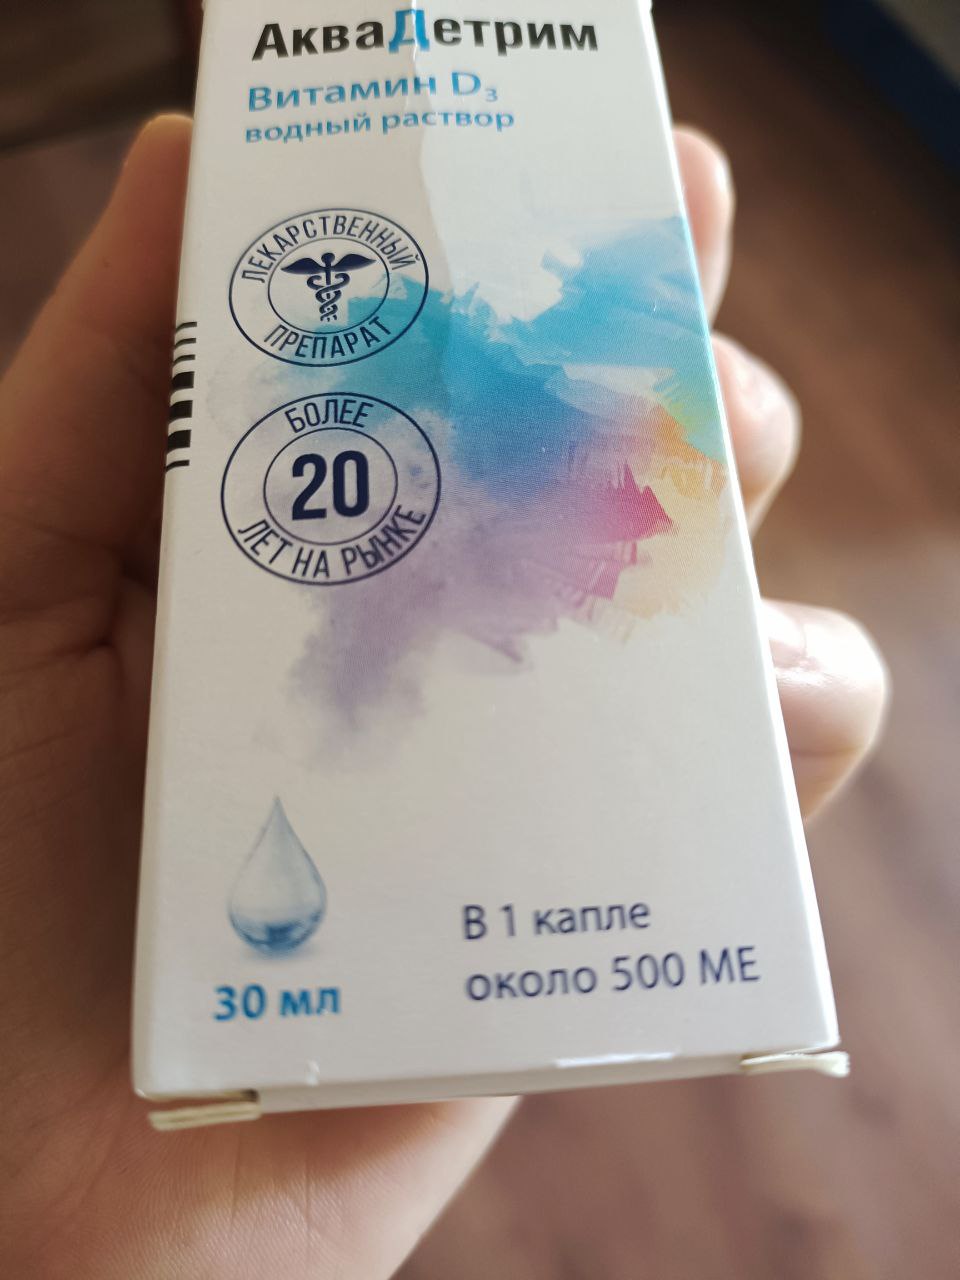 АкваДетрим
Витамин D₃
водный раствор
ЛЕКАРСТВЕННЫЙ
ПРЕПАРАТ
БОЛЕЕ
20
ЛЕТ НА РЫНКЕ
В 1 капле
около 500 МЕ
30 мл